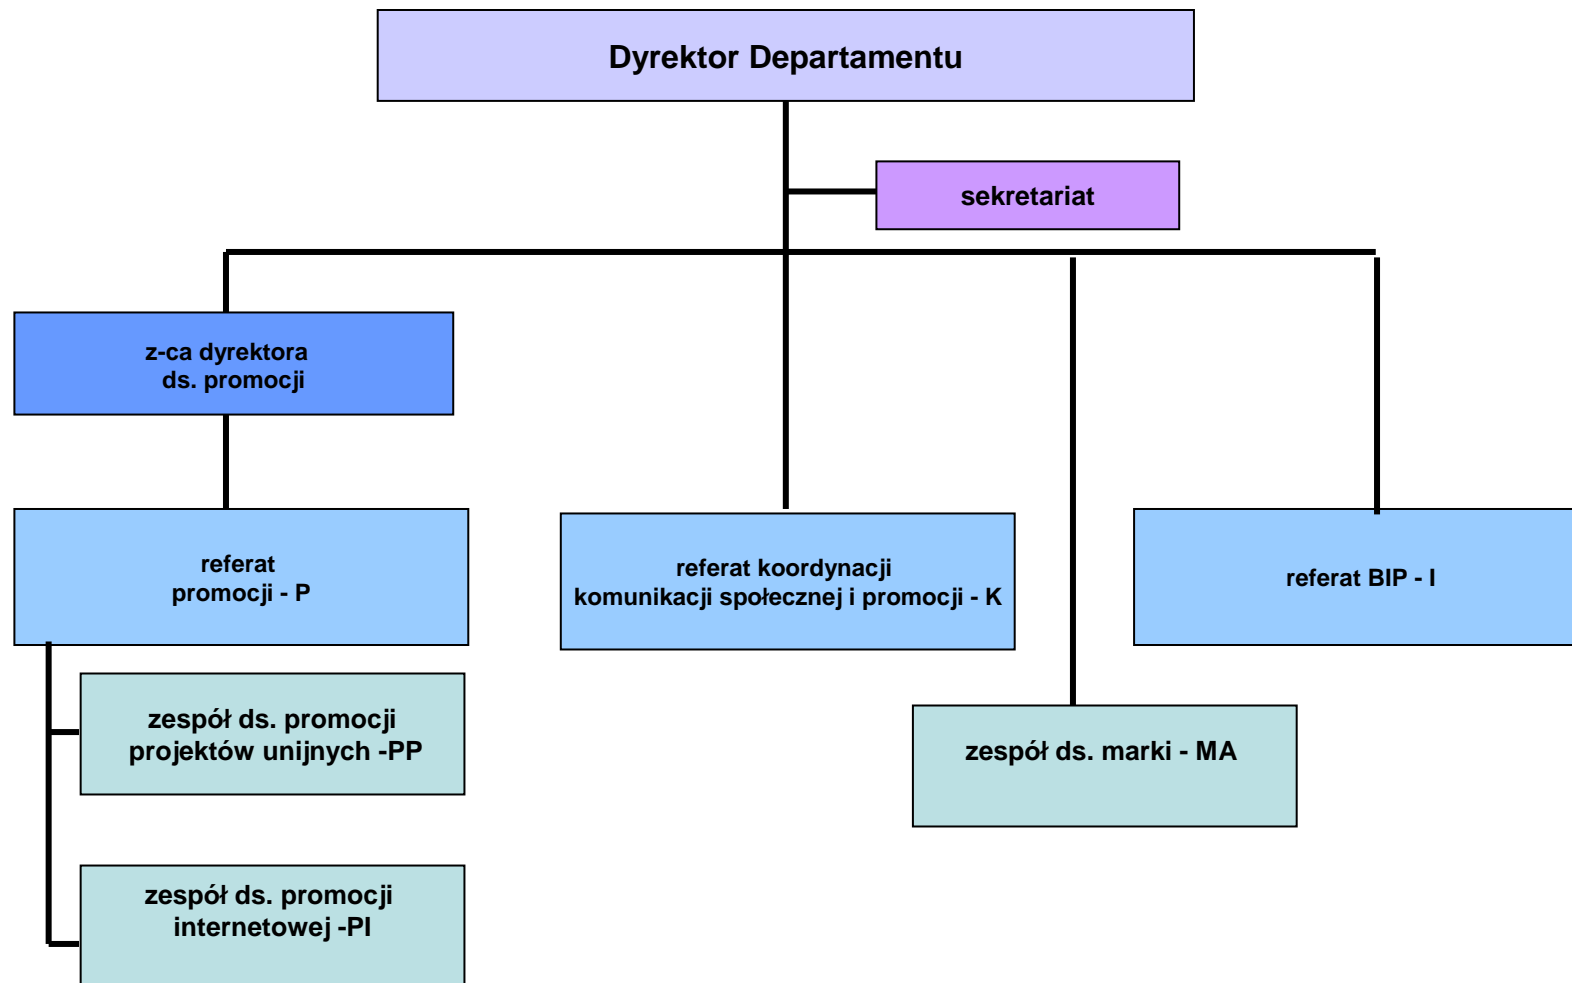 Dyrektor Departamentu
sekretariat
z-ca dyrektora
ds. promocji
referat
promocji - P
referat koordynacji
komunikacji społecznej i promocji - K
referat BIP - I
zespół ds. promocji
projektów unijnych -PP
zespół ds. marki - MA
zespół ds. promocji
internetowej -PI